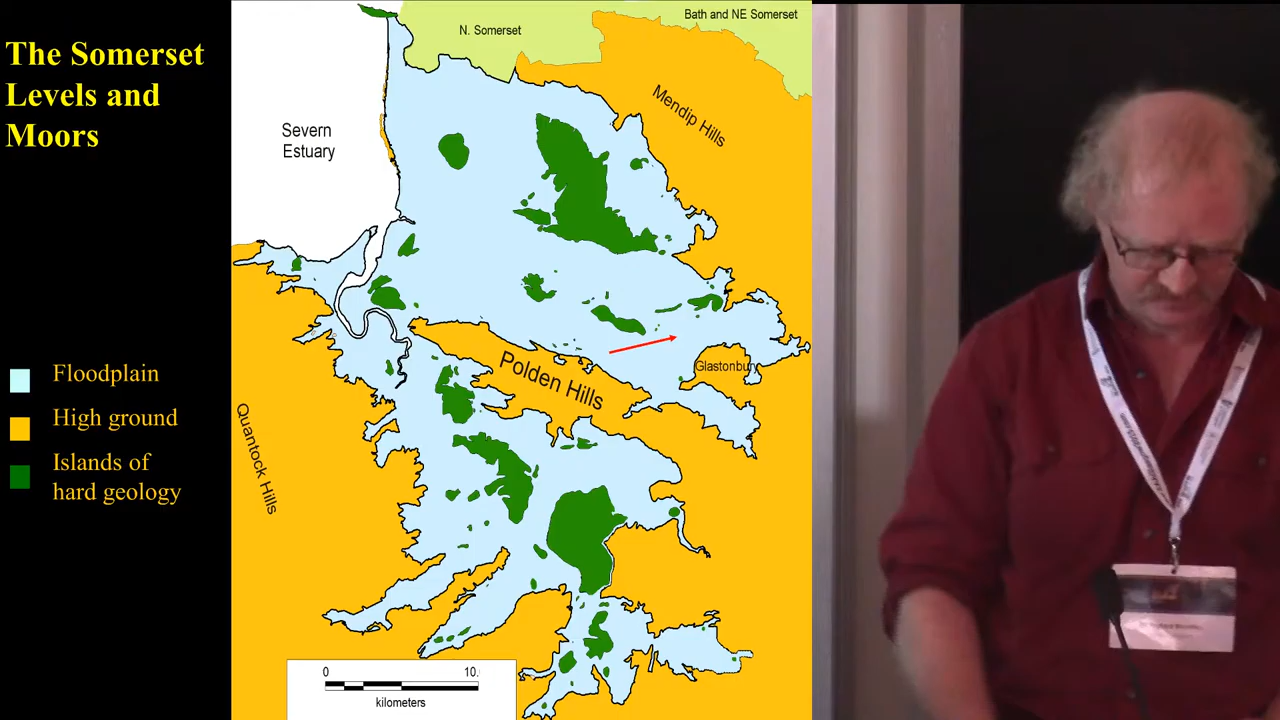 The Somerset
Levels and
Moors
Floodplain
High ground
Islands of
hard geology
N. Somerset
Bath and NE Somerset
Mendip Hills
Severn
Estuary
Polden Hills
Glastonbury
Quantock Hills
0
10
kilometers